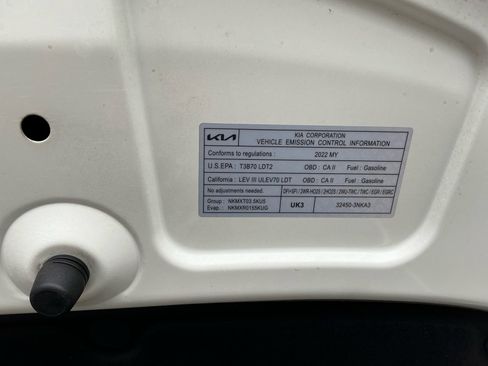 KIA
KIA CORPORATION
VEHICLE EMISSION CONTROL INFORMATION
Conforms to regulations : 2022 MY
U.S.EPA : T3B70 LDT2 OBD : CA II Fuel : Gasoline
California : LEV III ULEV70 LDT OBD : CA II Fuel : Gasoline
No adjustments needed.
Group : NKMXT03.5KUS
Evap. : NKMXR0155KUG
UK3
32450-3NKA3